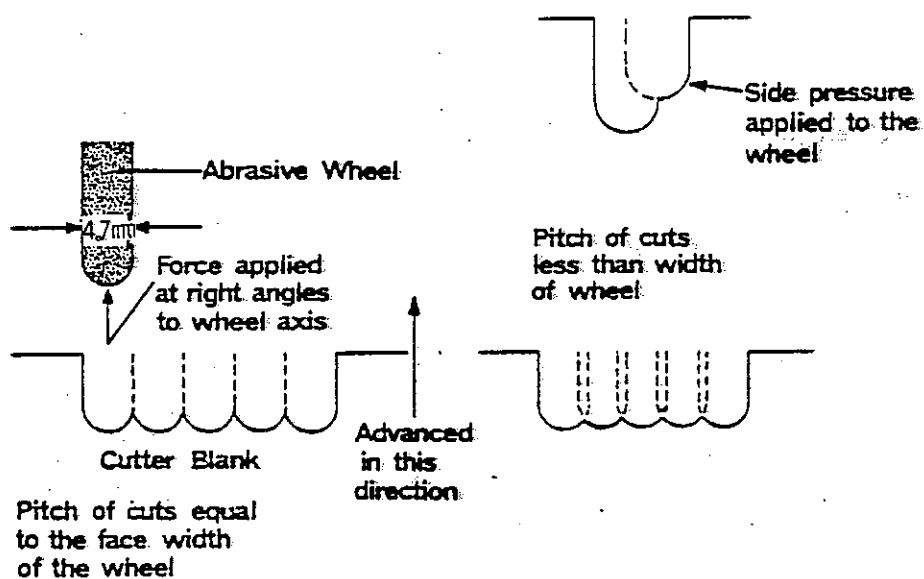 Side pressure
applied to the
wheel
Abrasive Wheel
4.7m
Force applied
at right angles
to wheel axis
Pitch of cuts
less than width
of wheel
Cutter Blank
Advanced
in this
direction
Pitch of cuts equal
to the face width
of the wheel